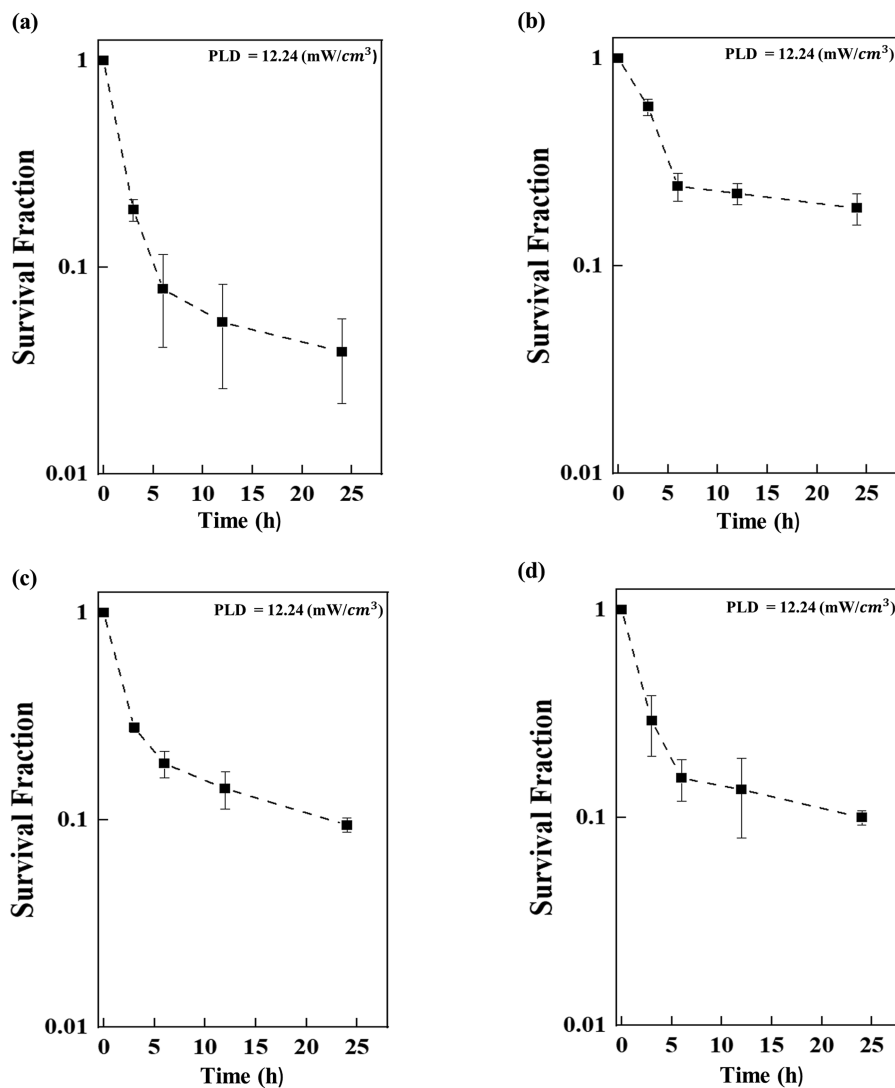 (a)
PLD = 12.24 (mW/cm³)
1
0.1
0.01
Survival Fraction
0 5 10 15 20 25
Time (h)
(b)
PLD = 12.24 (mW/cm³)
1
0.1
0.01
Survival Fraction
0 5 10 15 20 25
Time (h)
(c)
PLD = 12.24 (mW/cm³)
1
0.1
0.01
Survival Fraction
0 5 10 15 20 25
Time (h)
(d)
PLD = 12.24 (mW/cm³)
1
0.1
0.01
Survival Fraction
0 5 10 15 20 25
Time (h)